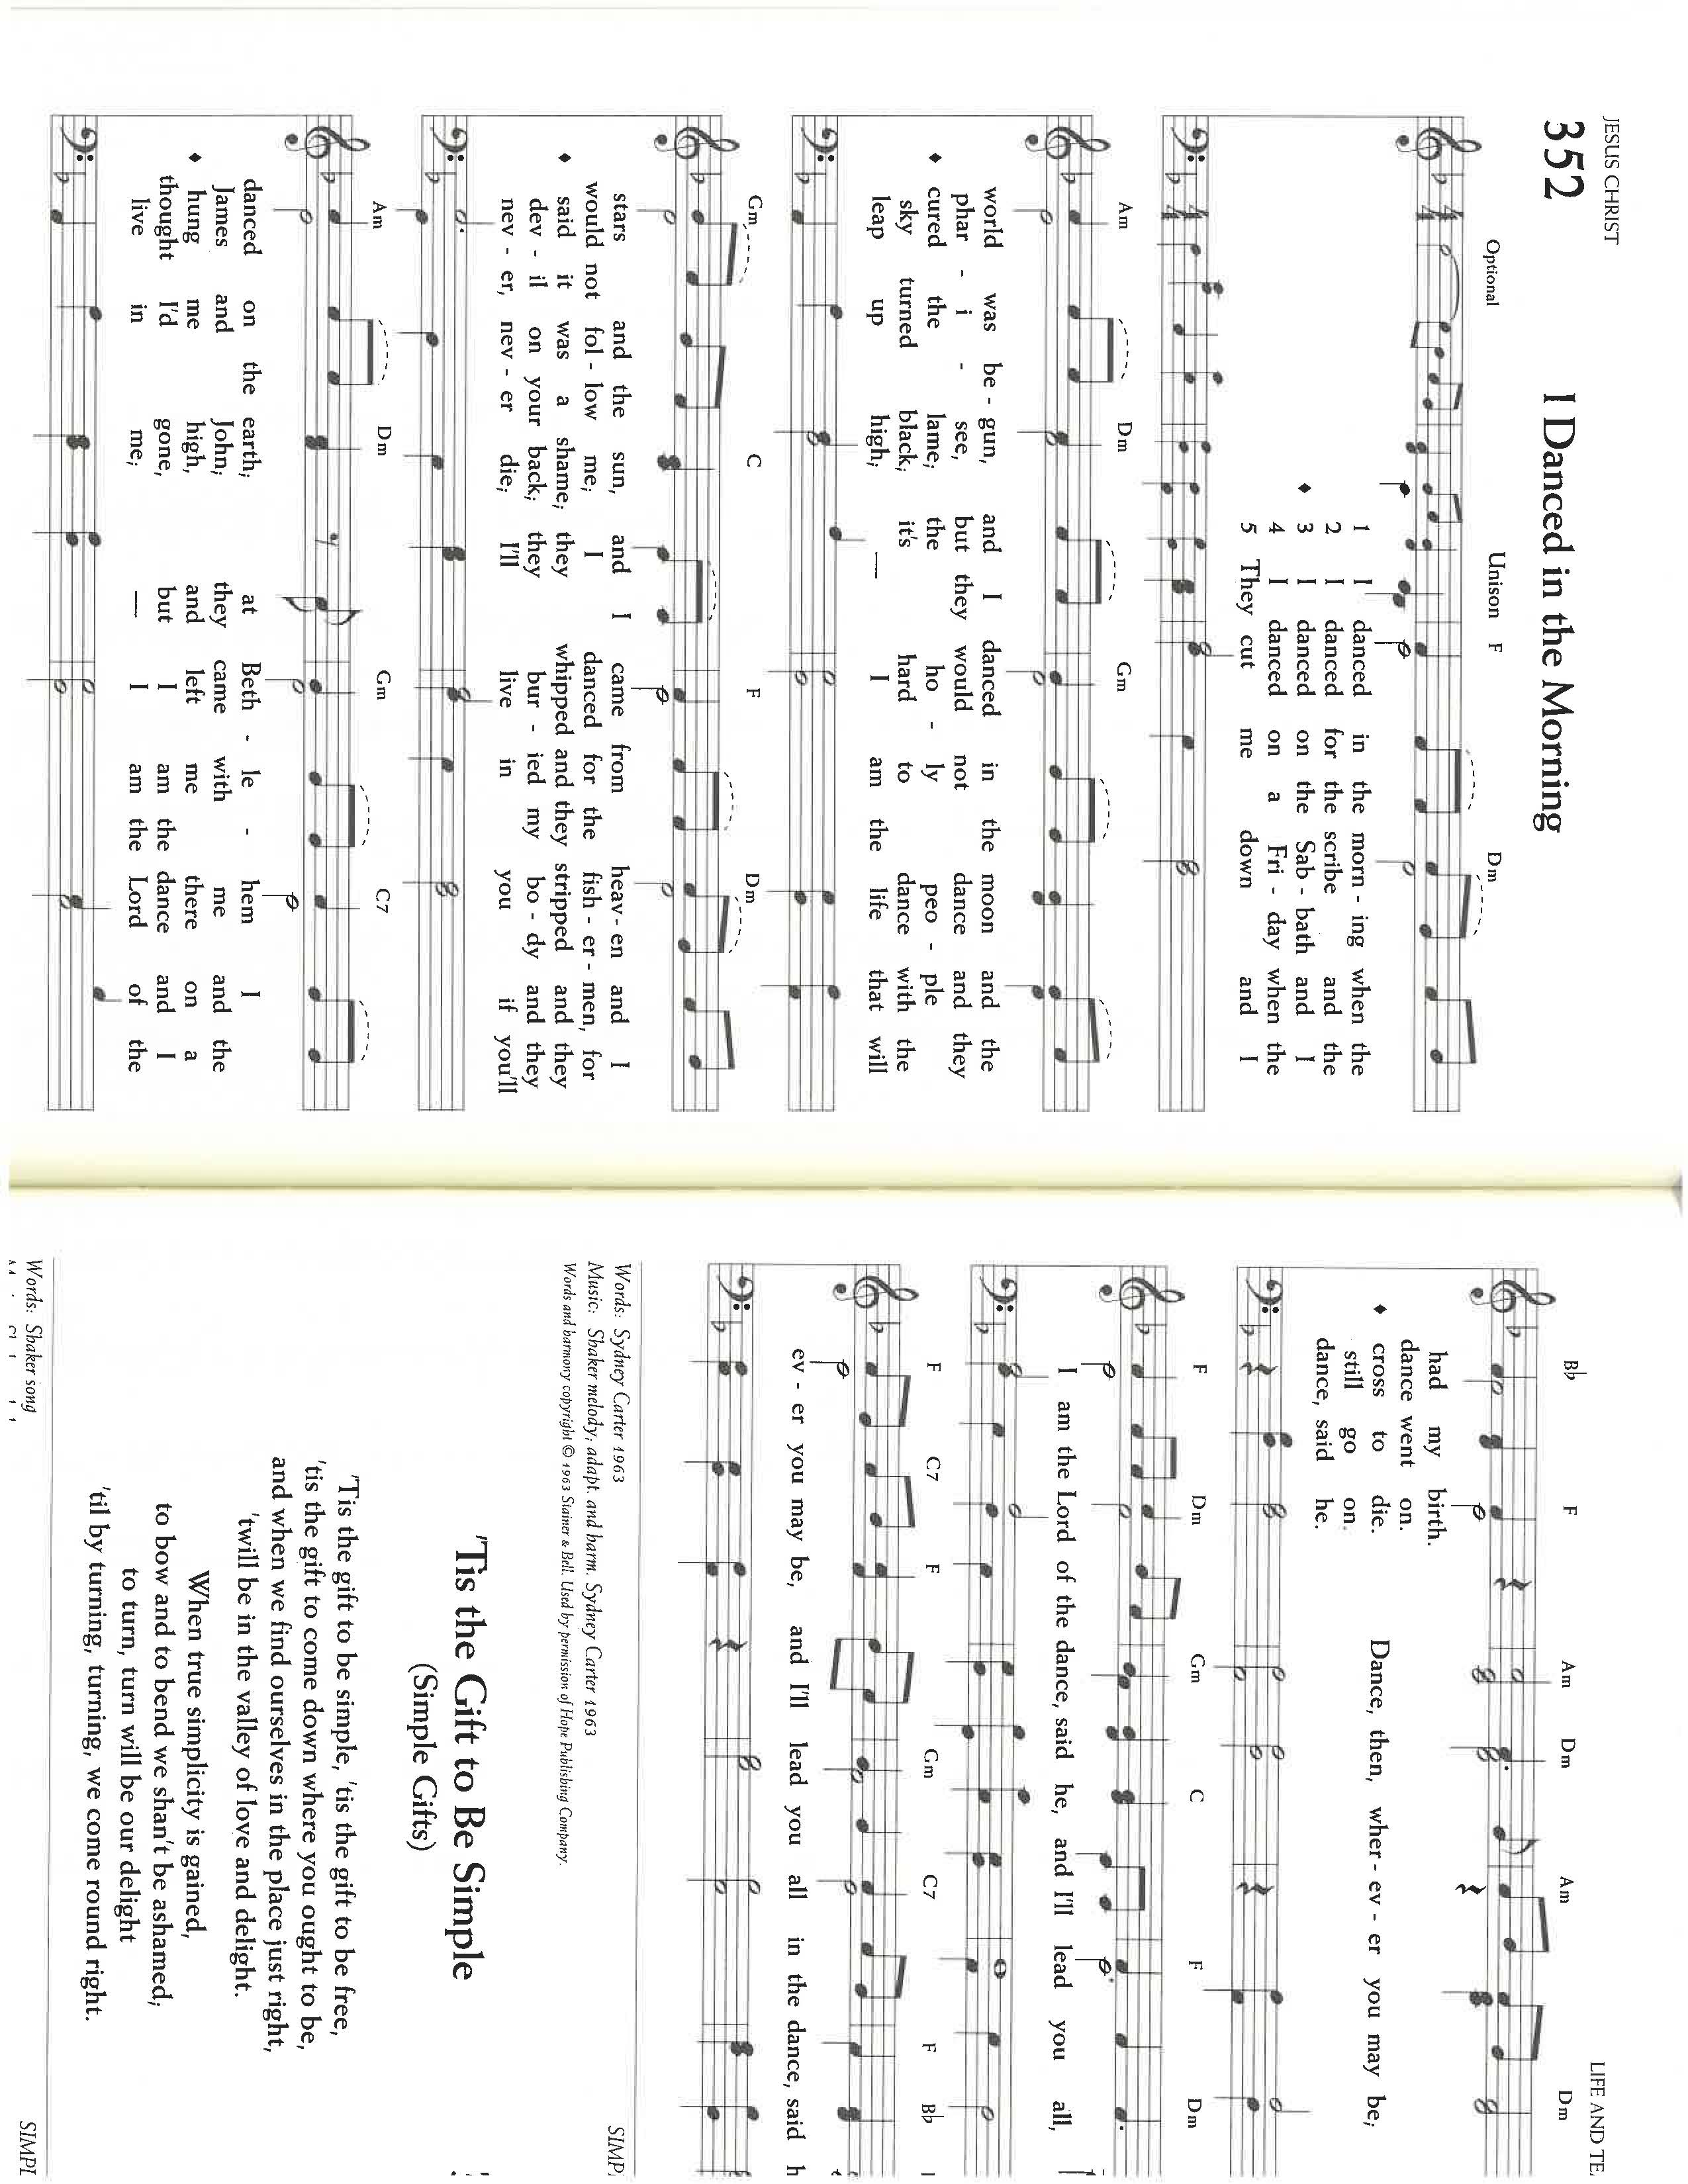 JESUS CHRIST
352 I Danced in the Morning
Optional Unison F Dm
1 I danced in the morn - ing when the
2 I danced for the scribe and the
♦ 3 I danced on the Sab - bath and I
4 I danced on a Fri - day when the
5 They cut me down and I
Am Dm Gm
world was be - gun, and I danced in the moon and the
phar - i - see, but they would not dance and they
♦ cured the lame; the ho - ly peo - ple
sky turned black; it's hard to dance with the
leap up high; — I am the life that will
Gm C F Dm
stars and the sun, and I came from heav - en and I
would not fol - low me; I danced for the fish - er - men, for
♦ said it was a shame; they whipped and they stripped and they
dev - il on your back; they bur - ied my bo - dy and they
nev - er, nev - er die; I'll live in you if you'll
Am Dm Gm C7
danced on the earth; at Beth - le - hem I
James and John; they came with me and the
♦ hung me high, and left me there on a
thought I'd gone, but I am the dance and I
live in me; — I am the Lord of the
LIFE AND TE
B♭ F Am Dm Am Dm
had my birth.
dance went on.
♦ cross to die. Dance, then, wher - ev - er you may be;
still go on.
dance, said he.
F Dm Gm C F Dm
I am the Lord of the dance, said he, and I'll lead you all,
F C7 F Gm C7 F B♭
ev - er you may be, and I'll lead you all in the dance, said h
Words: Sydney Carter 1963
Music: Shaker melody; adapt. and harm. Sydney Carter 1963
Words and harmony copyright © 1963 Stainer & Bell. Used by permission of Hope Publishing Company.
SIMP
'Tis the Gift to Be Simple
(Simple Gifts)
'Tis the gift to be simple, 'tis the gift to be free,
'tis the gift to come down where you ought to be,
and when we find ourselves in the place just right,
'twill be in the valley of love and delight.
When true simplicity is gained,
to bow and to bend we shan't be ashamed;
to turn, turn will be our delight
'til by turning, turning, we come round right.
Words: Shaker song
SIMPL